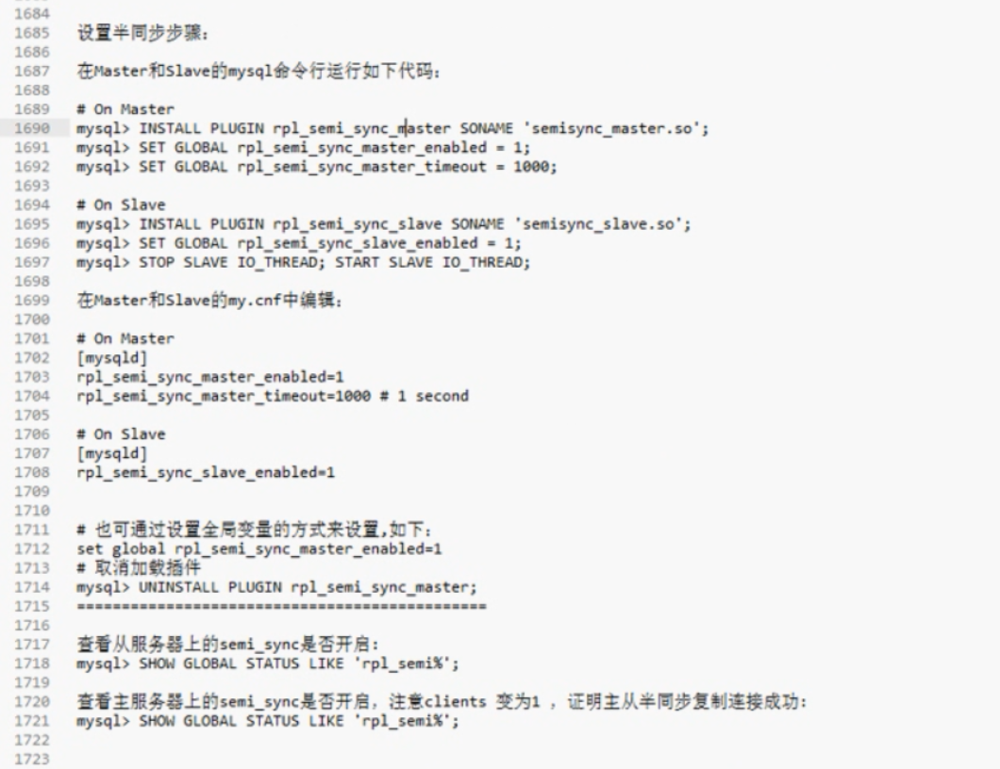 1684
1685 设置半同步步骤：
1686
1687 在Master和Slave的mysql命令行运行如下代码：
1688
1689 # On Master
1690 mysql> INSTALL PLUGIN rpl_semi_sync_master SONAME 'semisync_master.so';
1691 mysql> SET GLOBAL rpl_semi_sync_master_enabled = 1;
1692 mysql> SET GLOBAL rpl_semi_sync_master_timeout = 1000;
1693
1694 # On Slave
1695 mysql> INSTALL PLUGIN rpl_semi_sync_slave SONAME 'semisync_slave.so';
1696 mysql> SET GLOBAL rpl_semi_sync_slave_enabled = 1;
1697 mysql> STOP SLAVE IO_THREAD; START SLAVE IO_THREAD;
1698
1699 在Master和Slave的my.cnf中编辑：
1700
1701 # On Master
1702 [mysqld]
1703 rpl_semi_sync_master_enabled=1
1704 rpl_semi_sync_master_timeout=1000 # 1 second
1705
1706 # On Slave
1707 [mysqld]
1708 rpl_semi_sync_slave_enabled=1
1709
1710
1711 # 也可通过设置全局变量的方式来设置,如下：
1712 set global rpl_semi_sync_master_enabled=1
1713 # 取消加载插件
1714 mysql> UNINSTALL PLUGIN rpl_semi_sync_master;
1715 ==============================================
1716
1717 查看从服务器上的semi_sync是否开启：
1718 mysql> SHOW GLOBAL STATUS LIKE 'rpl_semi%';
1719
1720 查看主服务器上的semi_sync是否开启，注意clients 变为1 ，证明主从半同步复制连接成功：
1721 mysql> SHOW GLOBAL STATUS LIKE 'rpl_semi%';
1722
1723